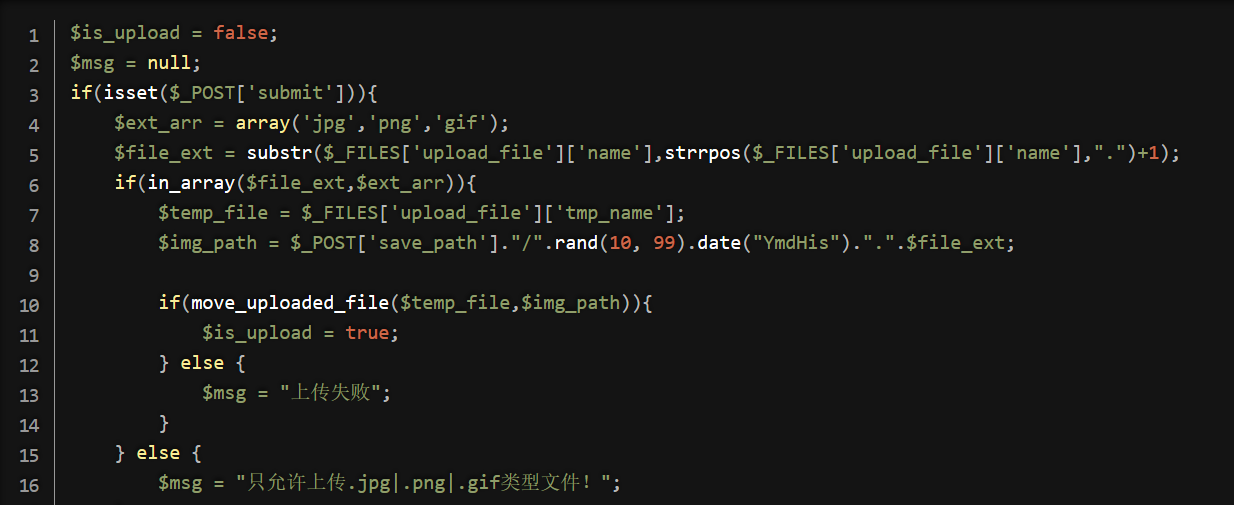 1 $is_upload = false;
2 $msg = null;
3 if(isset($_POST['submit'])){
4     $ext_arr = array('jpg','png','gif');
5     $file_ext = substr($_FILES['upload_file']['name'],strrpos($_FILES['upload_file']['name'],".")+1);
6     if(in_array($file_ext,$ext_arr)){
7         $temp_file = $_FILES['upload_file']['tmp_name'];
8         $img_path = $_POST['save_path']."/".rand(10, 99).date("YmdHis").".".$file_ext;
9
10         if(move_uploaded_file($temp_file,$img_path)){
11             $is_upload = true;
12         } else {
13             $msg = "上传失败";
14         }
15     } else {
16         $msg = "只允许上传.jpg|.png|.gif类型文件！";